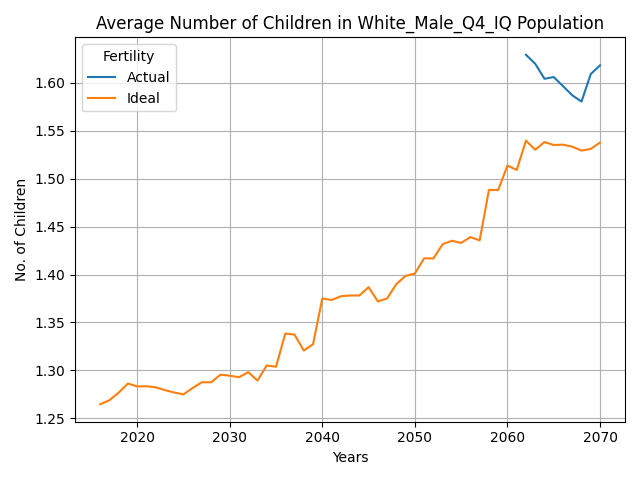 Average Number of Children in White_Male_Q4_IQ Population
Fertility
Actual
Ideal
No. of Children
1.60
1.55
1.50
1.45
1.40
1.35
1.30
1.25
2020 2030 2040 2050 2060 2070
Years